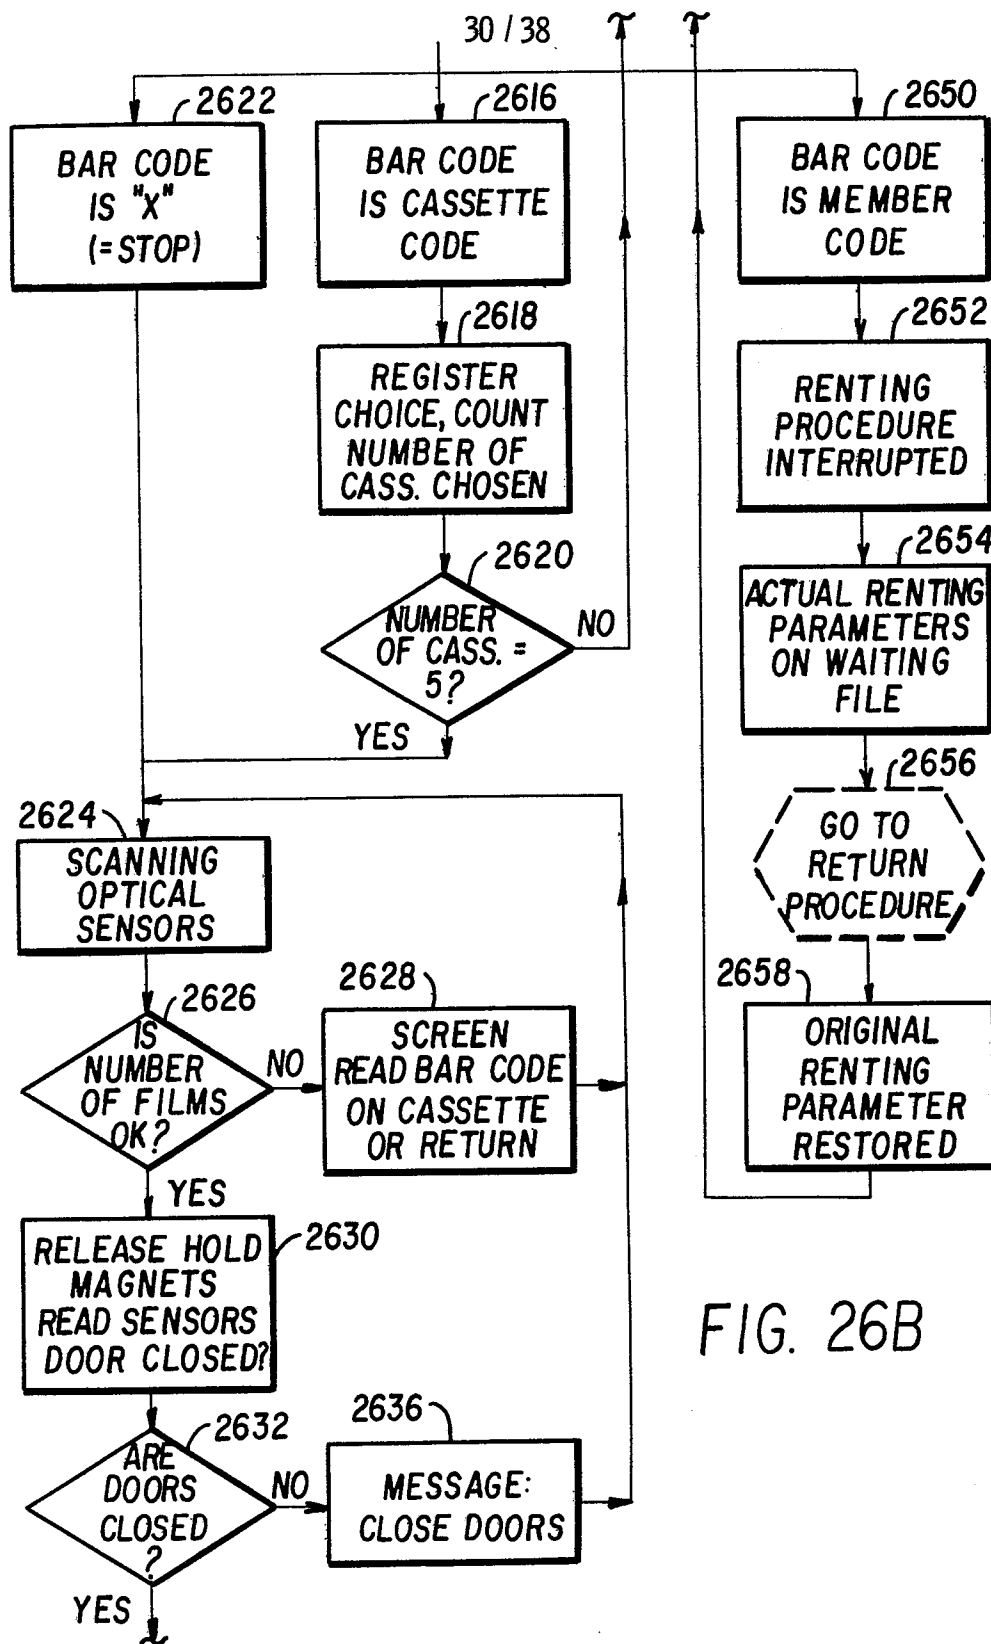 30 / 38
2622
BAR CODE
IS "X"
(=STOP)
2616
BAR CODE
IS CASSETTE
CODE
2618
REGISTER
CHOICE, COUNT
NUMBER OF
CASS. CHOSEN
2620
NUMBER
OF CASS. =
5?
NO
YES
2624
SCANNING
OPTICAL
SENSORS
2626
IS
NUMBER
OF FILMS
OK?
NO
2628
SCREEN
READ BAR CODE
ON CASSETTE
OR RETURN
YES
2630
RELEASE HOLD
MAGNETS
READ SENSORS
DOOR CLOSED?
2632
ARE
DOORS
CLOSED
?
NO
2636
MESSAGE:
CLOSE DOORS
YES
2650
BAR CODE
IS MEMBER
CODE
2652
RENTING
PROCEDURE
INTERRUPTED
2654
ACTUAL RENTING
PARAMETERS
ON WAITING
FILE
2656
GO TO
RETURN
PROCEDURE
2658
ORIGINAL
RENTING
PARAMETER
RESTORED
FIG. 26B